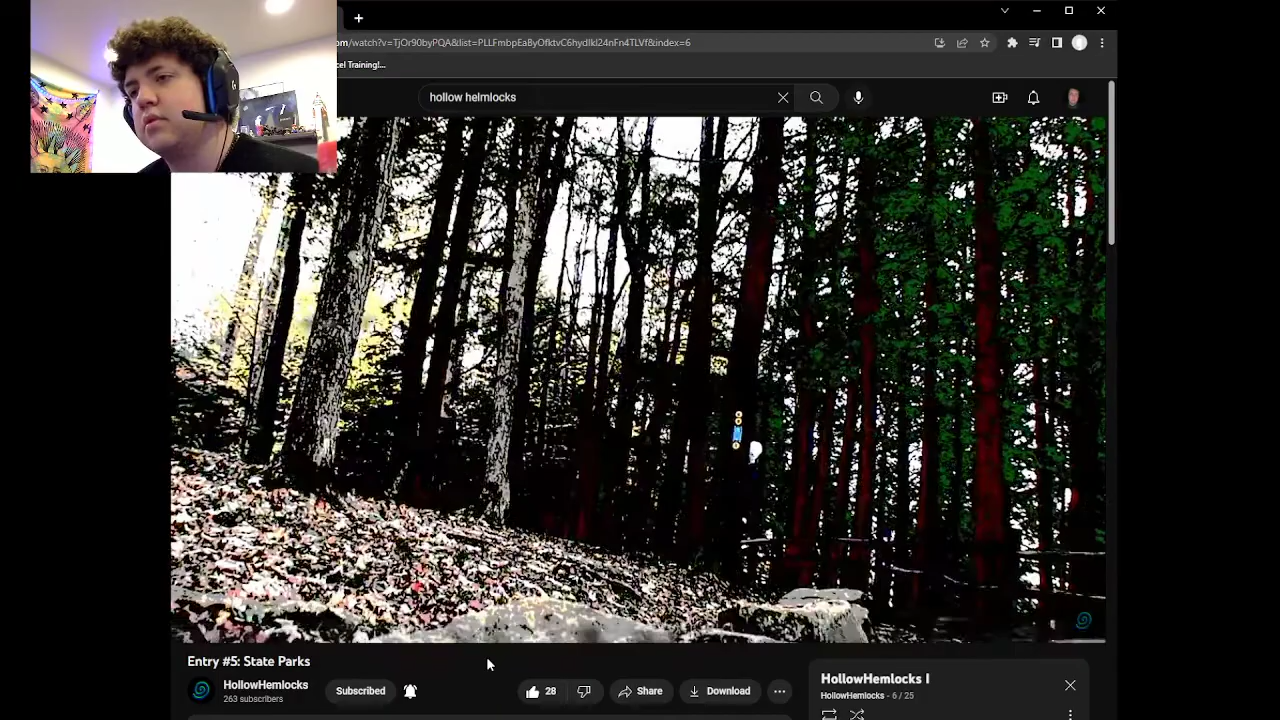 om/watch?v=TjOr90byPQA&list=PLLFmbpEaByOfktvC6hydIkl24nFn4TLVf&index=6
cel Training!...
hollow helmlocks
Entry #5: State Parks
HollowHemlocks
263 subscribers
Subscribed
28
Share
Download
HollowHemlocks I
HollowHemlocks - 6 / 25